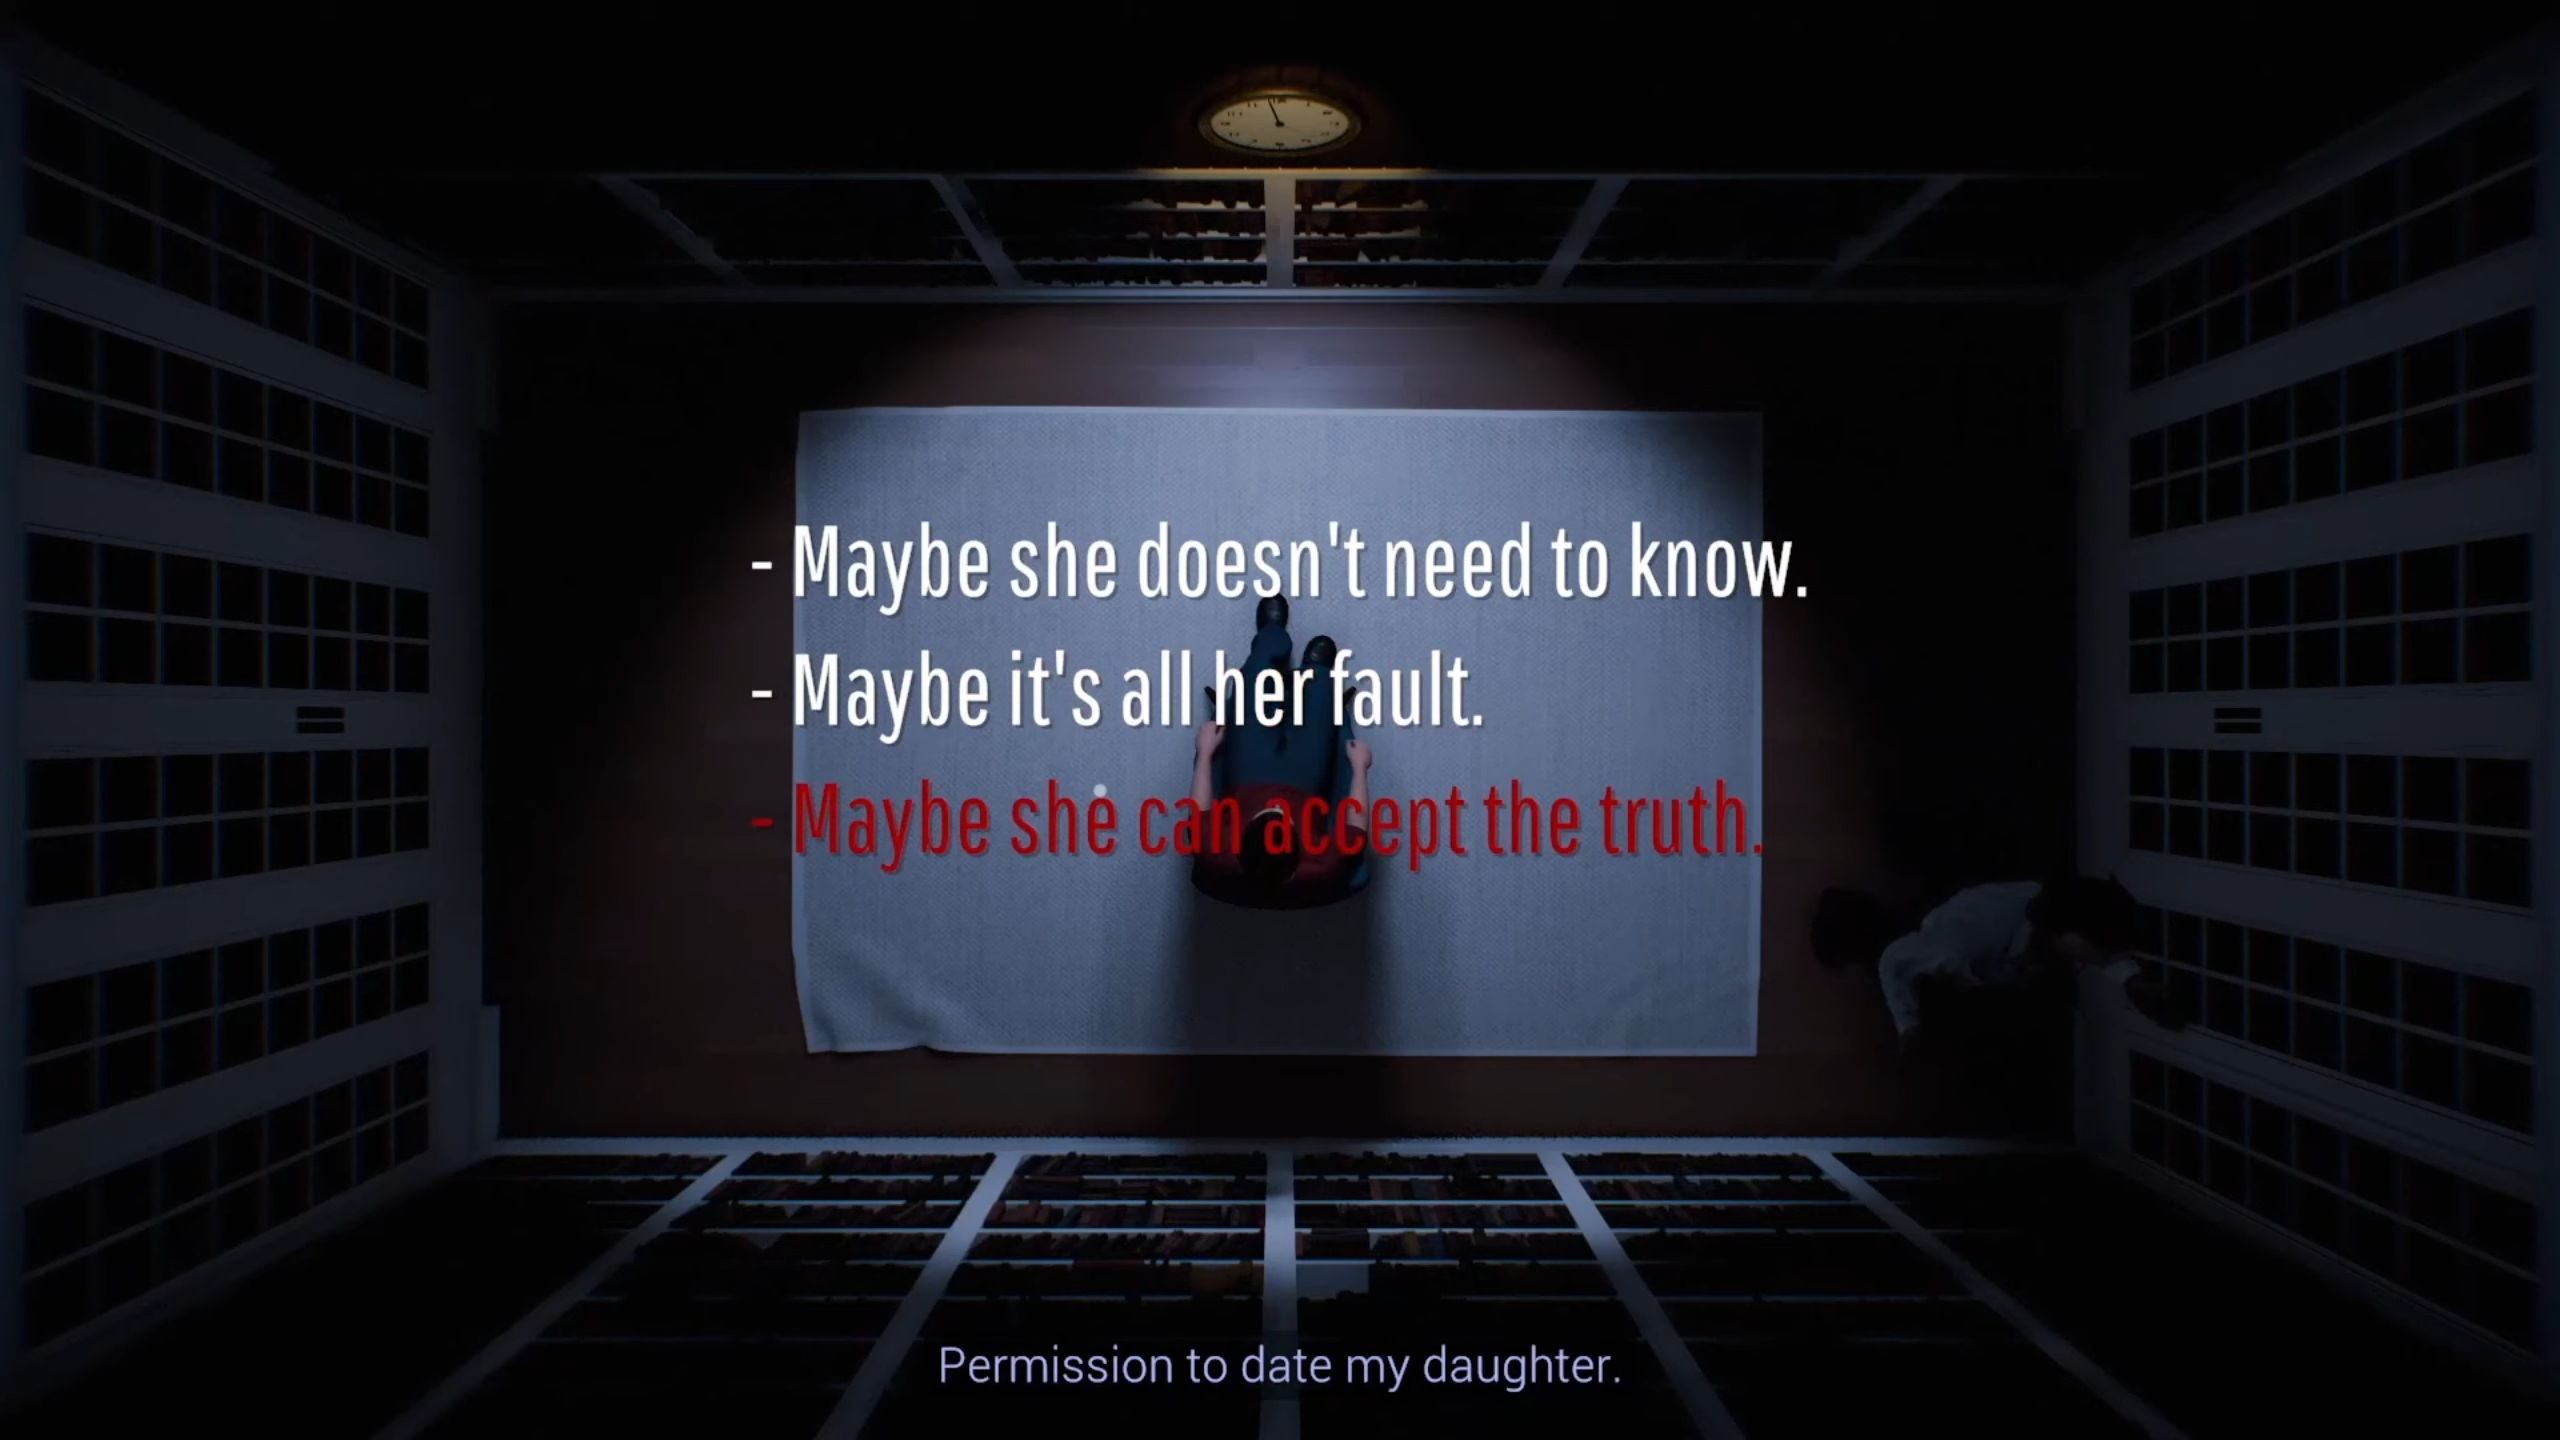 - Maybe she doesn't need to know.
- Maybe it's all her fault.
- Maybe she can accept the truth.
Permission to date my daughter.